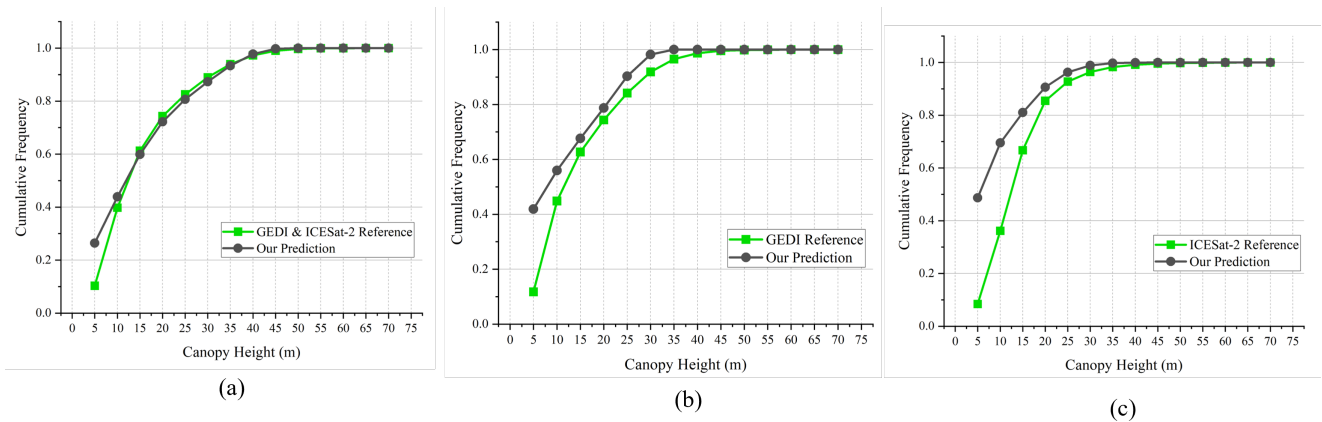 1.0
0.8
0.6
0.4
0.2
0.0
Cumulative Frequency
GEDI & ICESat-2 Reference
Our Prediction
0 5 10 15 20 25 30 35 40 45 50 55 60 65 70 75
Canopy Height (m)
(a)
1.0
0.8
0.6
0.4
0.2
0.0
Cumulative Frequency
GEDI Reference
Our Prediction
0 5 10 15 20 25 30 35 40 45 50 55 60 65 70 75
Canopy Height (m)
(b)
1.0
0.8
0.6
0.4
0.2
0.0
Cumulative Frequency
ICESat-2 Reference
Our Prediction
0 5 10 15 20 25 30 35 40 45 50 55 60 65 70 75
Canopy Height (m)
(c)